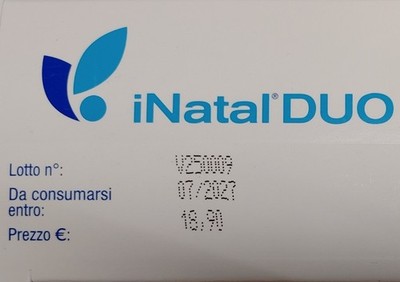 iNatal® DUO
Lotto n°: V250009
Da consumarsi 07/2027
entro:
Prezzo €: 18,90